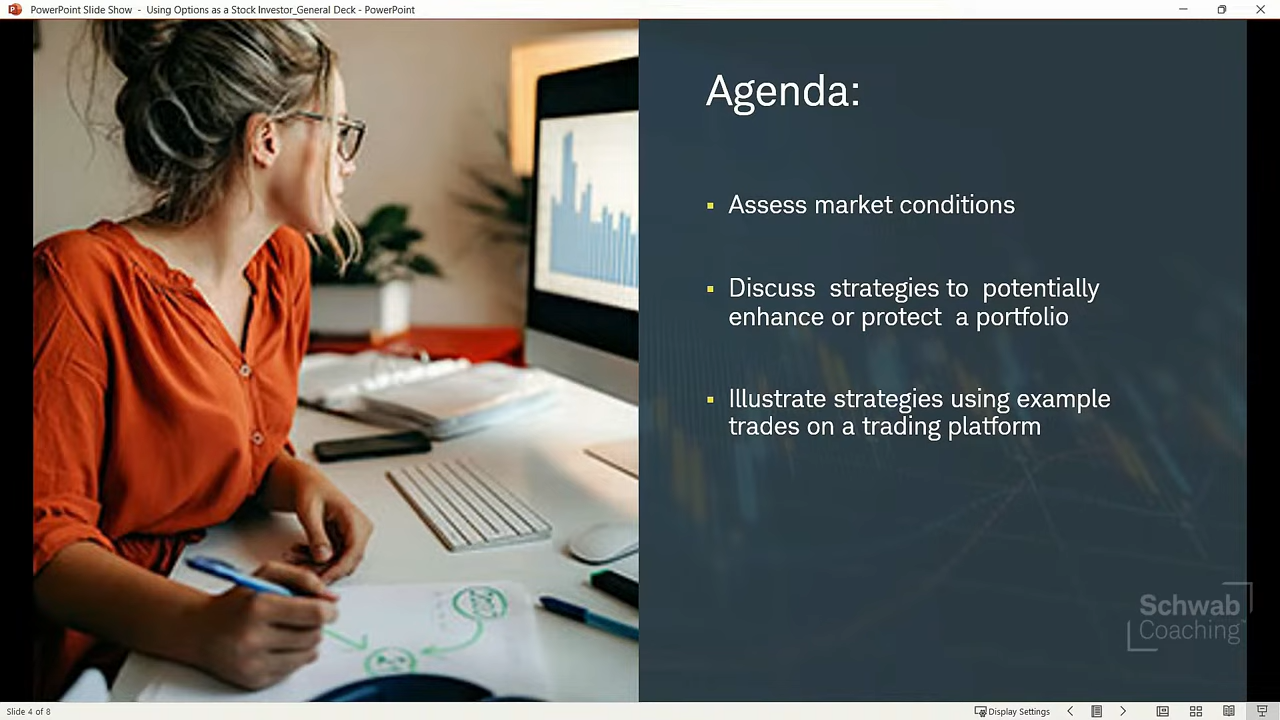 PowerPoint Slide Show - Using Options as a Stock Investor_General Deck - PowerPoint
Agenda:
Assess market conditions
Discuss strategies to potentially
enhance or protect a portfolio
Illustrate strategies using example
trades on a trading platform
Schwab
Coaching
Slide 4 of 8
Display Settings